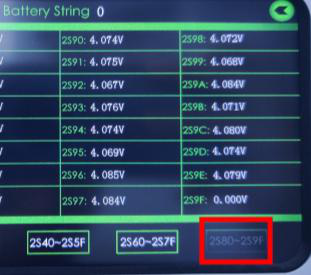 Battery String 0
V 2S90: 4.074V 2S98: 4.072V
V 2S91: 4.075V 2S99: 4.068V
V 2S92: 4.067V 2S9A: 4.084V
V 2S93: 4.076V 2S9B: 4.071V
V 2S94: 4.074V 2S9C: 4.080V
V 2S95: 4.069V 2S9D: 4.074V
V 2S96: 4.085V 2S9E: 4.079V
V 2S97: 4.084V 2S9F: 0.000V
2S40~2S5F 2S60~2S7F 2S80~2S9F